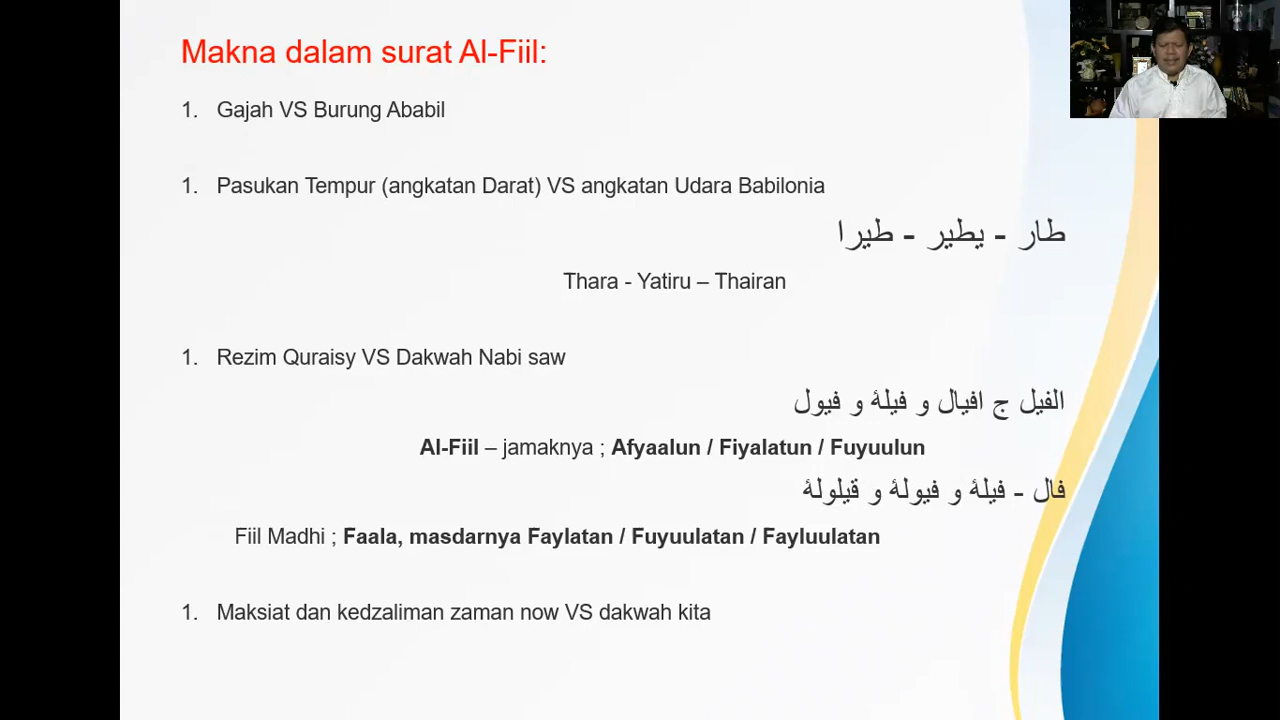 Makna dalam surat Al-Fiil:
1. Gajah VS Burung Ababil
1. Pasukan Tempur (angkatan Darat) VS angkatan Udara Babilonia
طار - يطير - طيرا
Thara - Yatiru – Thairan
1. Rezim Quraisy VS Dakwah Nabi saw
الفيل ج افيال و فيلة و فيول
Al-Fiil – jamaknya ; Afyaalun / Fiyalatun / Fuyuulun
فال - فيلة و فيولة و قيلولة
Fiil Madhi ; Faala, masdarnya Faylatan / Fuyuulatan / Fayluulatan
1. Maksiat dan kedzaliman zaman now VS dakwah kita